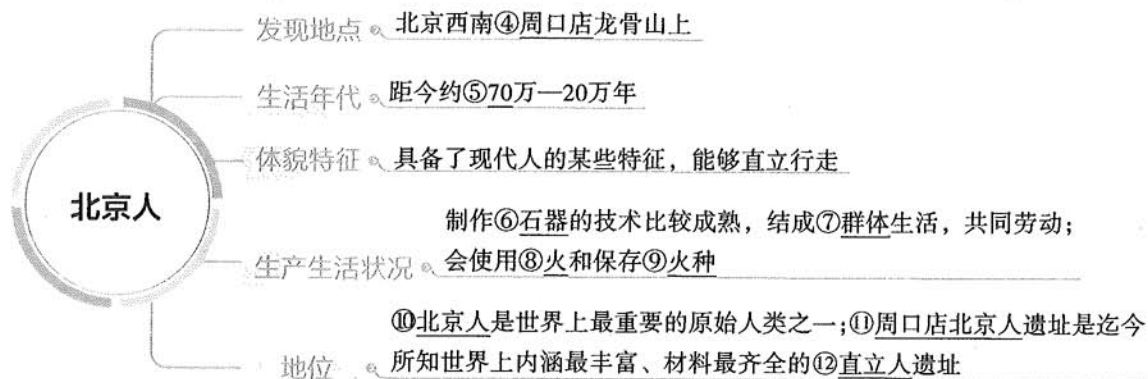 发现地点 北京西南④周口店龙骨山上
生活年代 距今约⑤70万—20万年
体貌特征 具备了现代人的某些特征，能够直立行走
北京人
制作⑥石器的技术比较成熟，结成⑦群体生活，共同劳动；
生产生活状况 会使用⑧火和保存⑨火种
⑩北京人是世界上最重要的原始人类之一；⑪周口店北京人遗址是迄今
地位 所知世界上内涵最丰富、材料最齐全的⑫直立人遗址